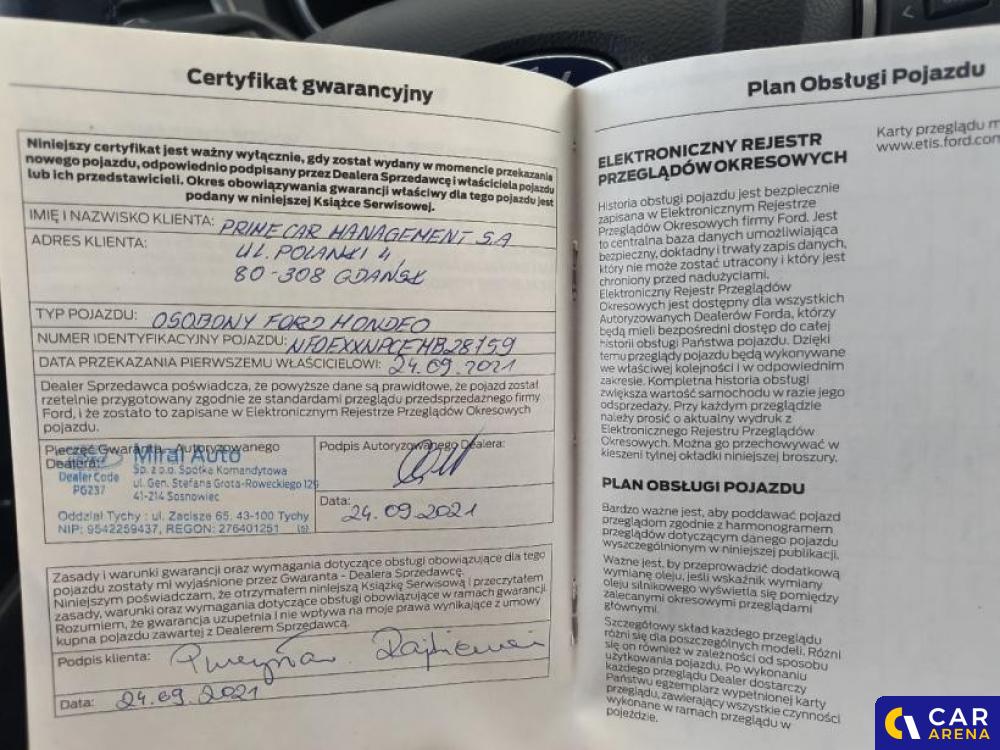 Certyfikat gwarancyjny
Niniejszy certyfikat jest ważny wyłącznie, gdy został wydany w momencie przekazania
nowego pojazdu, odpowiednio podpisany przez Dealera Sprzedawcę i właściciela pojazdu
lub ich przedstawicieli. Okres obowiązywania gwarancji właściwy dla tego pojazdu jest
podany w niniejszej Książce Serwisowej.
IMIĘ I NAZWISKO KLIENTA: PRIMECAR MANAGEMENT S.A
ADRES KLIENTA: UL. POLANKI 4
80-308 GDAŃSK
TYP POJAZDU: OSOBOWY FORD MONDEO
NUMER IDENTYFIKACYJNY POJAZDU:
DATA PRZEKAZANIA PIERWSZEMU WŁAŚCICIELOWI: 24.09.2021
Dealer Sprzedawca poświadcza, że powyższe dane są prawidłowe, że pojazd został
rzetelnie przygotowany zgodnie ze standardami przeglądu przedsprzedażnego firmy
Ford, i że zostało to zapisane w Elektronicznym Rejestrze Przeglądów Okresowych
pojazdu.
Pieczęć Gwaranta - Autoryzowanego
Dealera:
Miral Auto
Sp. z o.o. Spółka Komandytowa
Dealer Code
ul. Gen. Stefana Grota-Roweckiego 129
PG237
41-214 Sosnowiec
Oddział Tychy : ul. Zacisze 65, 43-100 Tychy
NIP: 9542259437, REGON: 276401251
Podpis Autoryzowanego Dealera:
Data:
24.09.2021
Zasady i warunki gwarancji oraz wymagania dotyczące obsługi obowiązujące dla tego
pojazdu zostały mi wyjaśnione przez Gwaranta - Dealera Sprzedawcę.
Niniejszym poświadczam, że otrzymałem niniejszą Książkę Serwisową i przeczytałem
zasady, warunki oraz wymagania dotyczące obsługi obowiązujące w ramach gwarancji.
Rozumiem, że gwarancja uzupełnia i nie wpływa na moje prawa wynikające z umowy
kupna pojazdu zawartej z Dealerem Sprzedawcą.
Podpis klienta:
Data: 24.09.2021
Plan Obsługi Pojazdu
ELEKTRONICZNY REJESTR
PRZEGLĄDÓW OKRESOWYCH
Historia obsługi pojazdu jest bezpiecznie
zapisana w Elektronicznym Rejestrze
Przeglądów Okresowych firmy Ford. Jest
to centralna baza danych umożliwiająca
bezpieczny, dokładny i trwały zapis danych,
który nie może zostać utracony i który jest
chroniony przed nadużyciami.
Elektroniczny Rejestr Przeglądów
Okresowych jest dostępny dla wszystkich
Autoryzowanych Dealerów Forda, którzy
będą mieli bezpośredni dostęp do całej
historii obsługi Państwa pojazdu. Dzięki
temu przeglądy pojazdu będą wykonywane
we właściwej kolejności i w odpowiednim
zakresie. Kompletna historia obsługi
zwiększa wartość samochodu w razie jego
odsprzedaży. Przy każdym przeglądzie
należy prosić o aktualny wydruk z
Elektronicznego Rejestru Przeglądów
Okresowych. Można go przechowywać w
kieszeni tylnej okładki niniejszej broszury.
PLAN OBSŁUGI POJAZDU
Bardzo ważne jest, aby poddawać pojazd
przeglądom zgodnie z harmonogramem
przeglądów dotyczącym danego pojazdu
wyszczególnionym w niniejszej publikacji.
Ważne jest, by przeprowadzić dodatkową
wymianę oleju, jeśli wskaźnik wymiany
oleju silnikowego wyświetla się pomiędzy
zalecanymi okresowymi przeglądami
głównymi.
Szczegółowy skład każdego przeglądu
różni się dla poszczególnych modeli. Różni
się on również w zależności od sposobu
użytkowania pojazdu. Po wykonaniu
każdego przeglądu Dealer dostarczy
Państwu egzemplarz wypełnionej karty
przeglądu, zawierający wszystkie czynności
wykonane w ramach przeglądu w
pojeździe.
Karty przeglądu m
www.etis.ford.com
CAR
ARENA